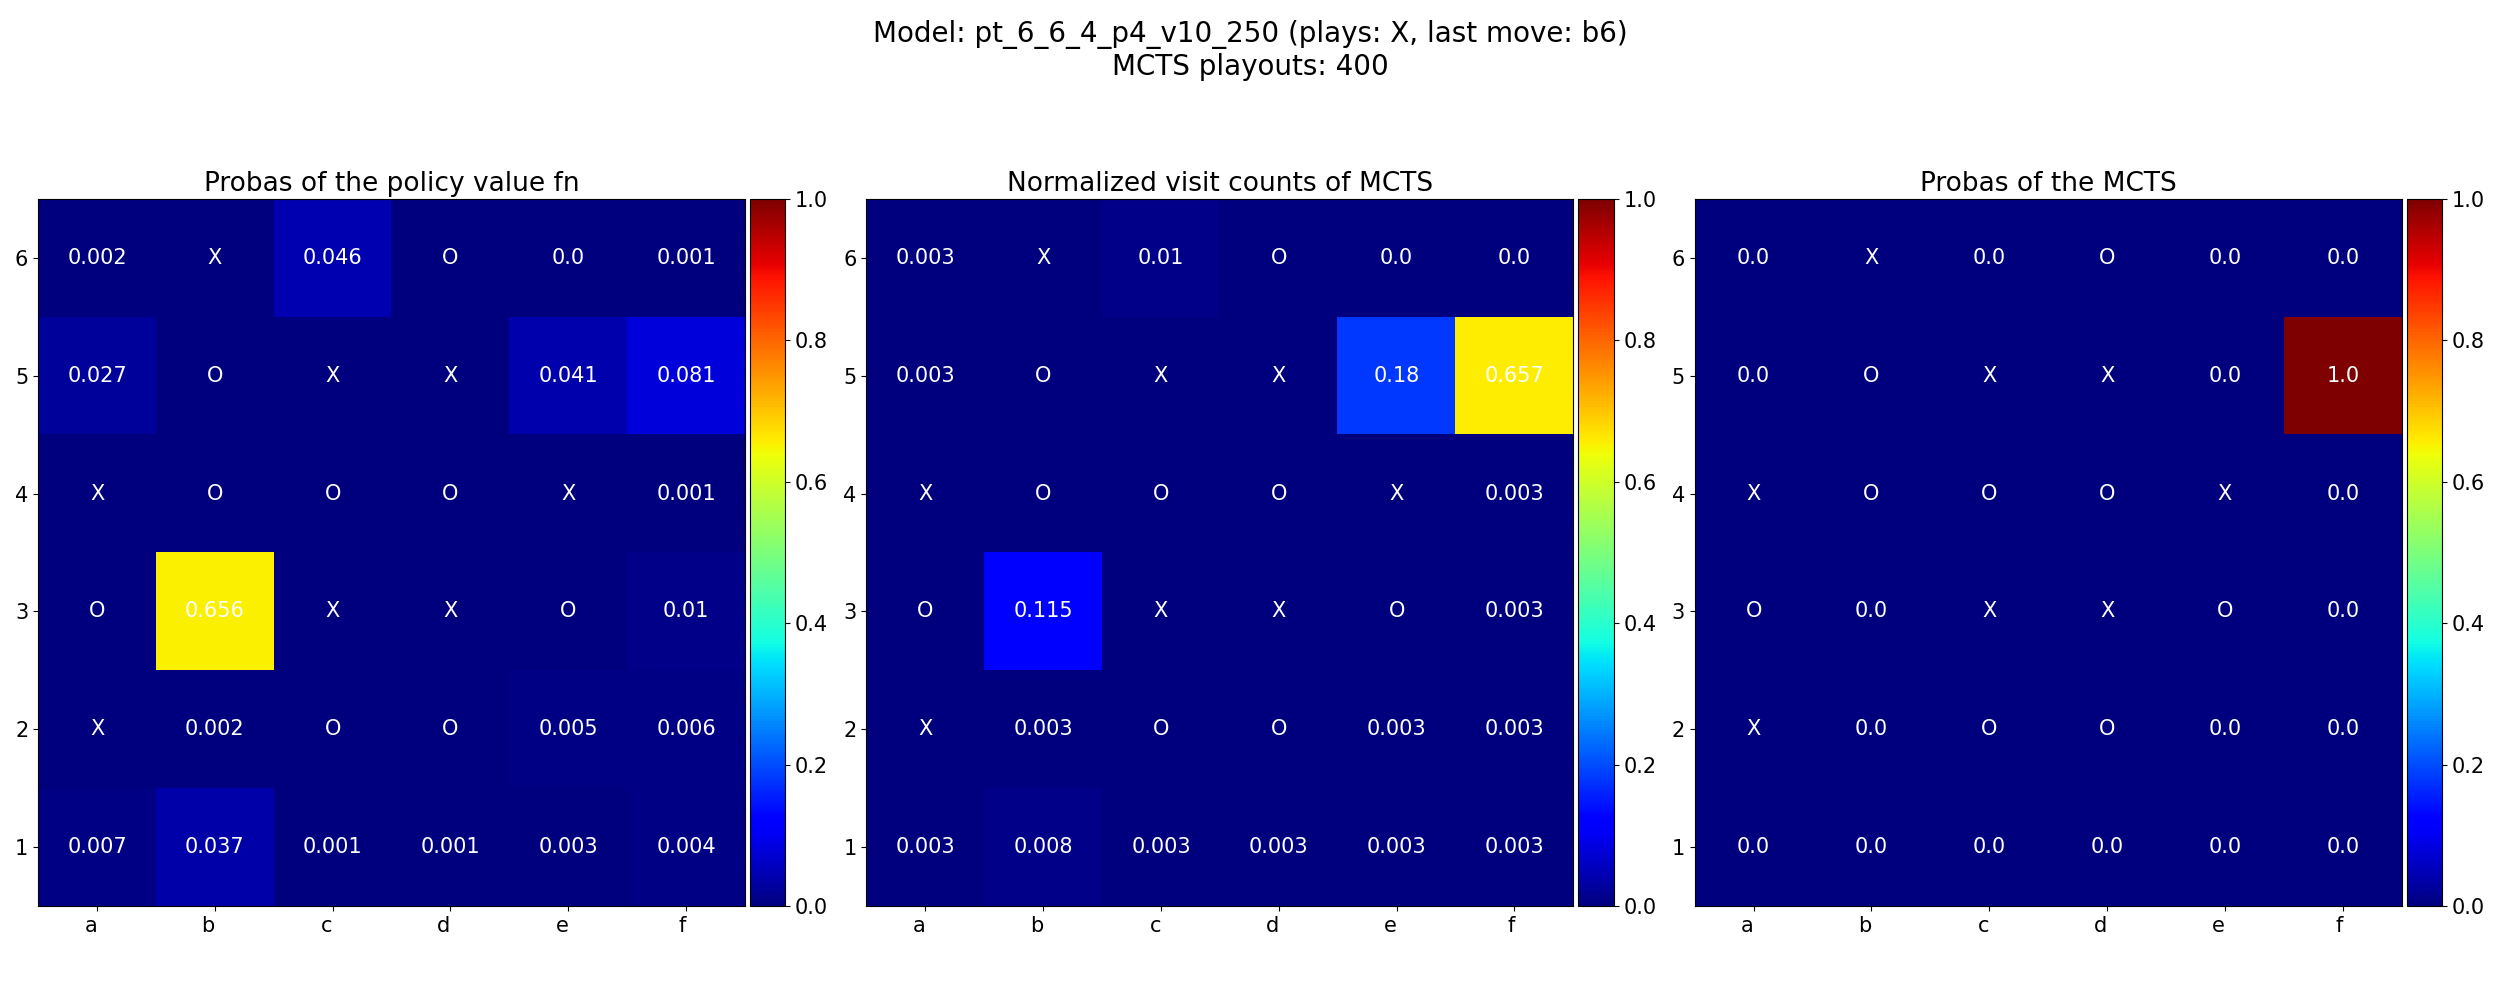 Model: pt_6_6_4_p4_v10_250 (plays: X, last move: b6)
MCTS playouts: 400
Probas of the policy value fn
6 0.002 X 0.046 O 0.0 0.001
5 0.027 O X X 0.041 0.081
4 X O O O X 0.001
3 O 0.656 X X O 0.01
2 X 0.002 O O 0.005 0.006
1 0.007 0.037 0.001 0.001 0.003 0.004
a b c d e f
1.0
0.8
0.6
0.4
0.2
0.0
Normalized visit counts of MCTS
6 0.003 X 0.01 O 0.0 0.0
5 0.003 O X X 0.18 0.657
4 X O O O X 0.003
3 O 0.115 X X O 0.003
2 X 0.003 O O 0.003 0.003
1 0.003 0.008 0.003 0.003 0.003 0.003
a b c d e f
1.0
0.8
0.6
0.4
0.2
0.0
Probas of the MCTS
6 0.0 X 0.0 O 0.0 0.0
5 0.0 O X X 0.0 1.0
4 X O O O X 0.0
3 O 0.0 X X O 0.0
2 X 0.0 O O 0.0 0.0
1 0.0 0.0 0.0 0.0 0.0 0.0
a b c d e f
1.0
0.8
0.6
0.4
0.2
0.0